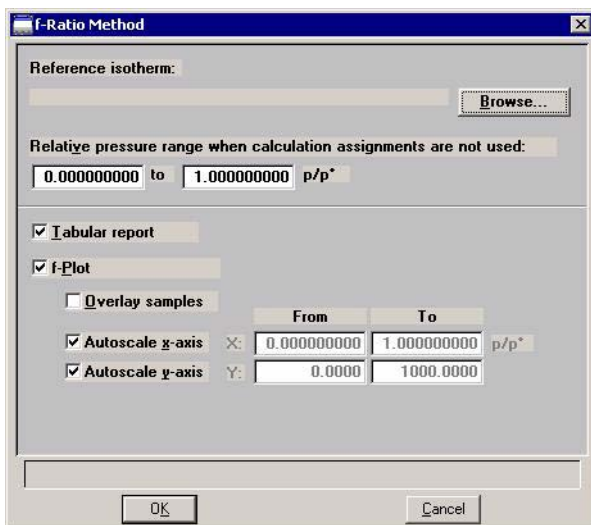 f-Ratio Method
Reference isotherm:
Browse...
Relative pressure range when calculation assignments are not used:
0.000000000 to 1.000000000 p/p°
Tabular report
f-Plot
Overlay samples
From To
Autoscale x-axis X: 0.000000000 1.000000000 p/p°
Autoscale y-axis Y: 0.0000 1000.0000
OK Cancel